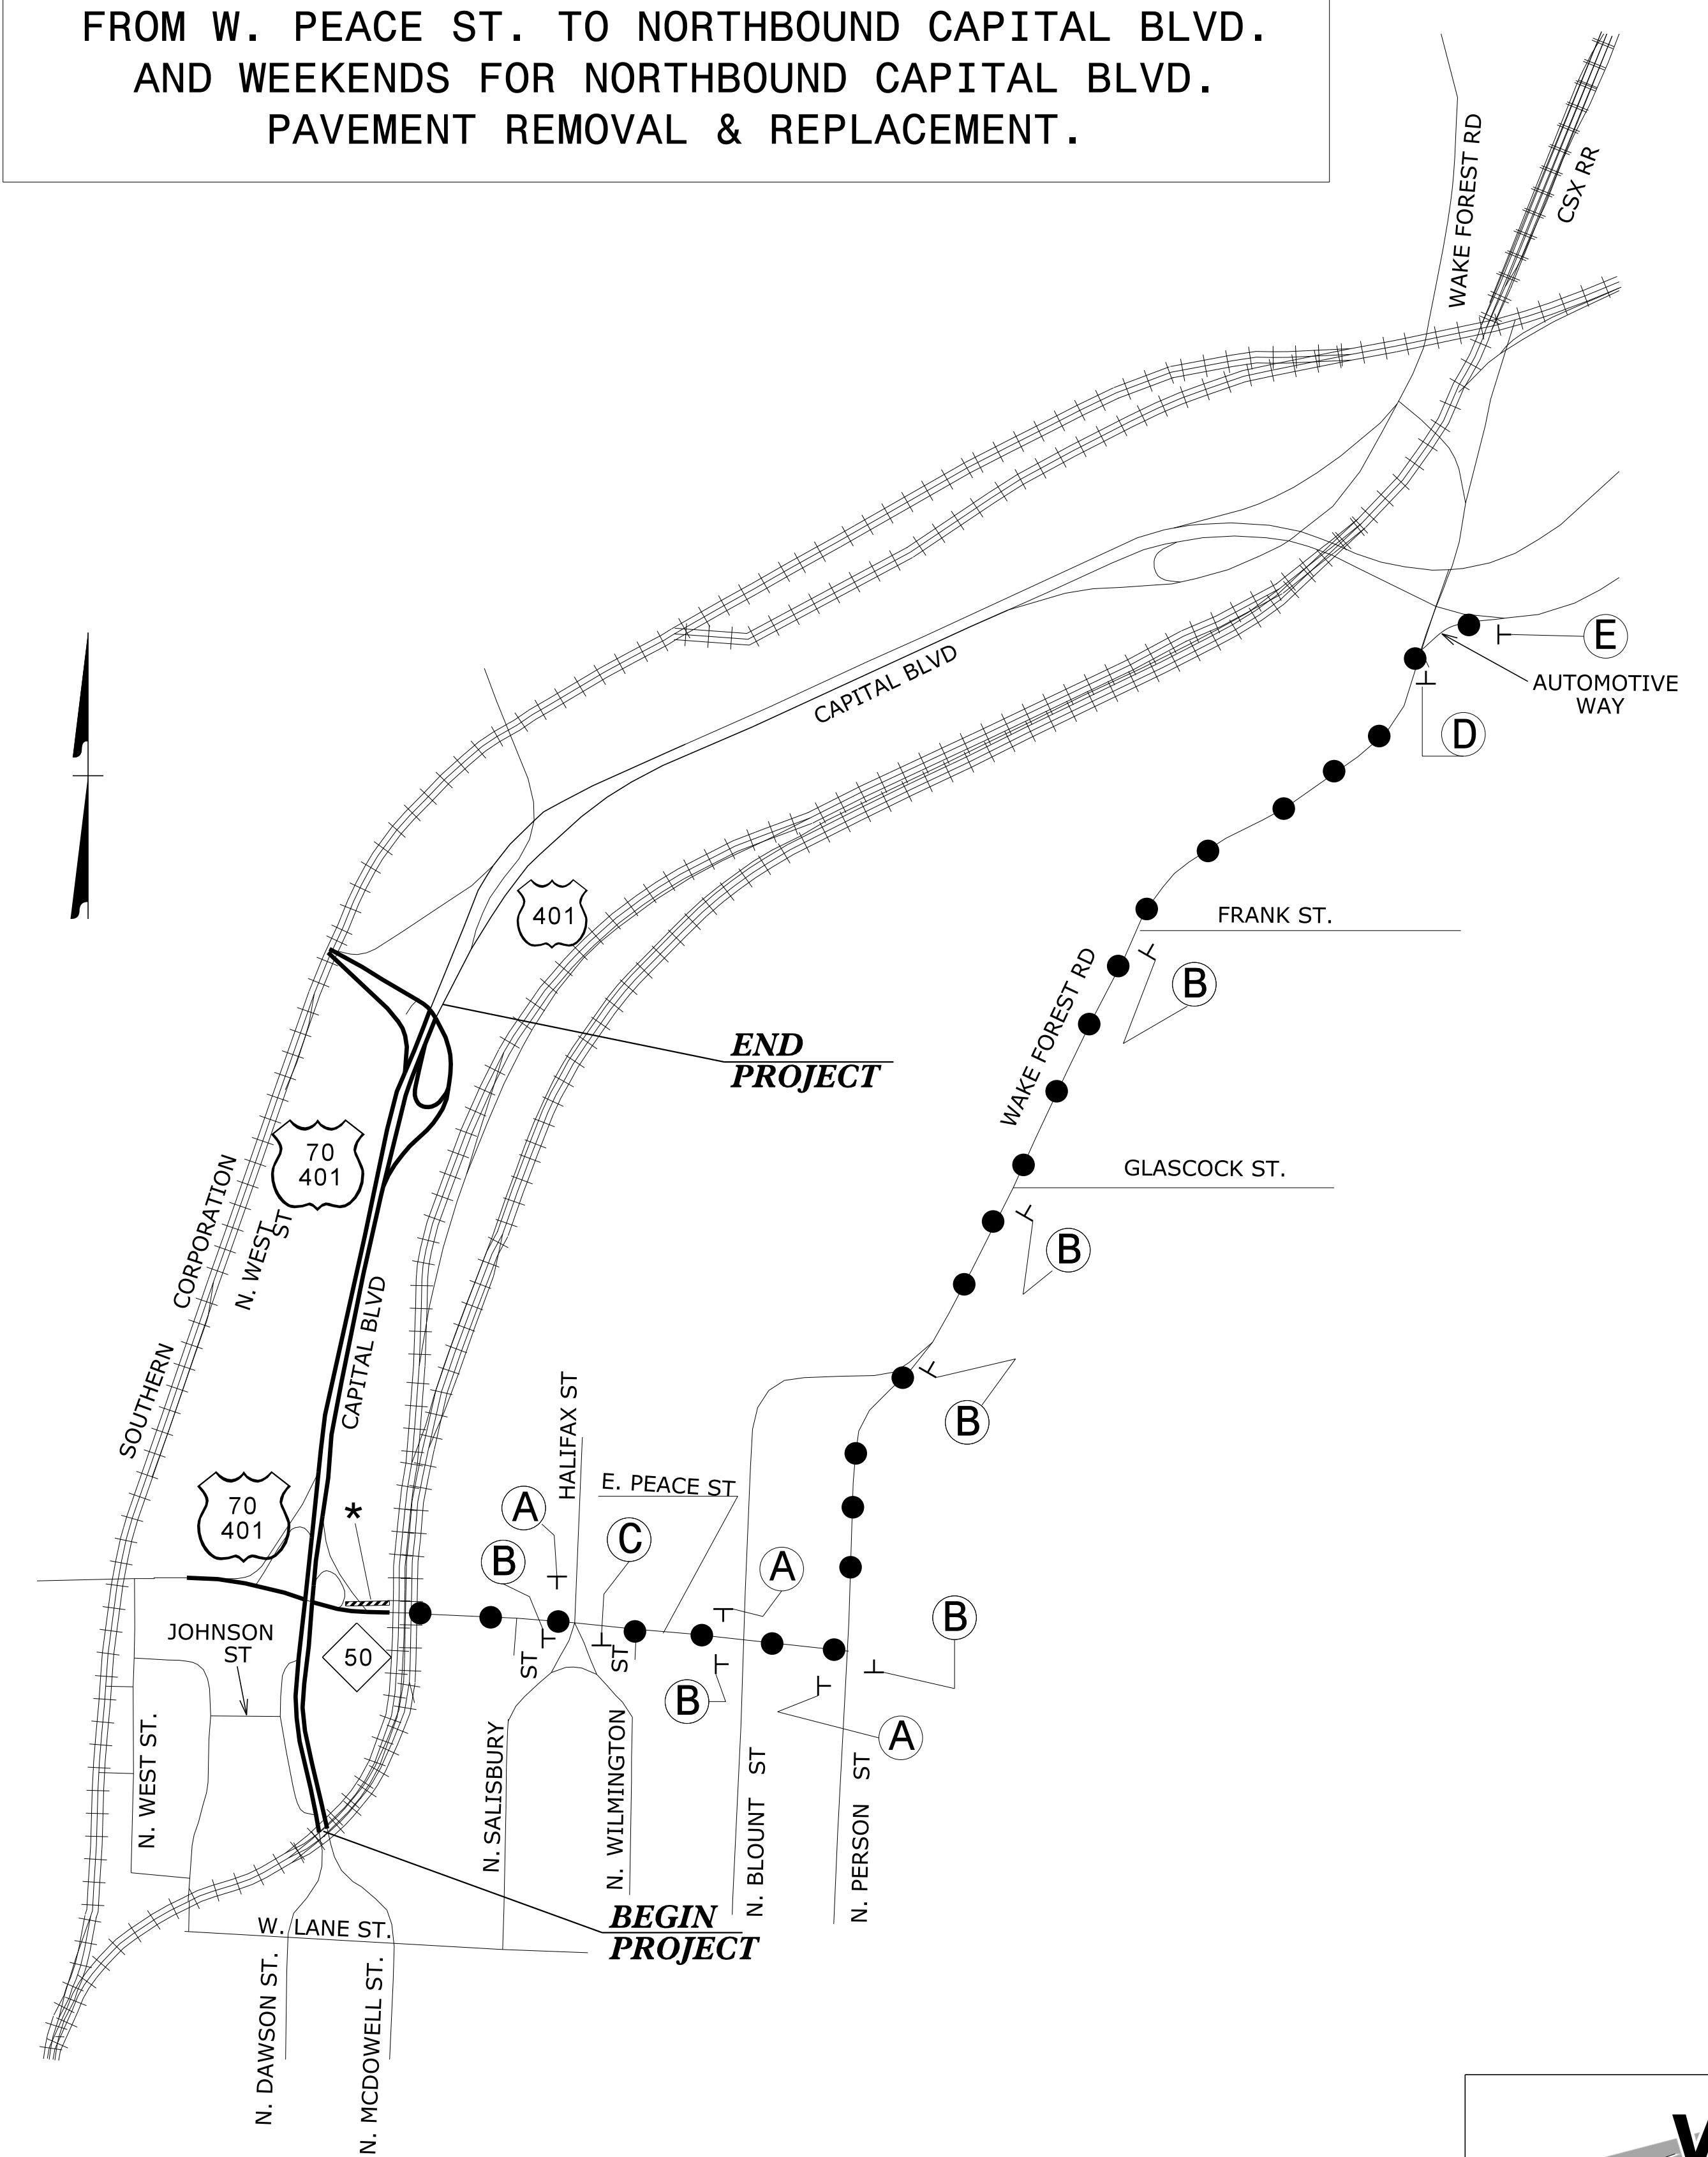 FROM W. PEACE ST. TO NORTHBOUND CAPITAL BLVD.
AND WEEKENDS FOR NORTHBOUND CAPITAL BLVD.
PAVEMENT REMOVAL & REPLACEMENT.
WAKE FOREST RD
CSX RR
E
AUTOMOTIVE
WAY
D
CAPITAL BLVD
401
FRANK ST.
B
WAKE FOREST RD
END
PROJECT
70
401
GLASCOCK ST.
SOUTHERN CORPORATION
N. WEST
ST
B
CAPITAL BLVD
HALIFAX ST
B
E. PEACE ST
70
401
*
A
C
B
A
B
JOHNSON
ST
50
ST
ST
B
A
N. WEST ST.
N. SALISBURY
N. WILMINGTON
N. BLOUNT ST
N. PERSON ST
BEGIN
PROJECT
W. LANE ST.
N. DAWSON ST.
N. MCDOWELL ST.